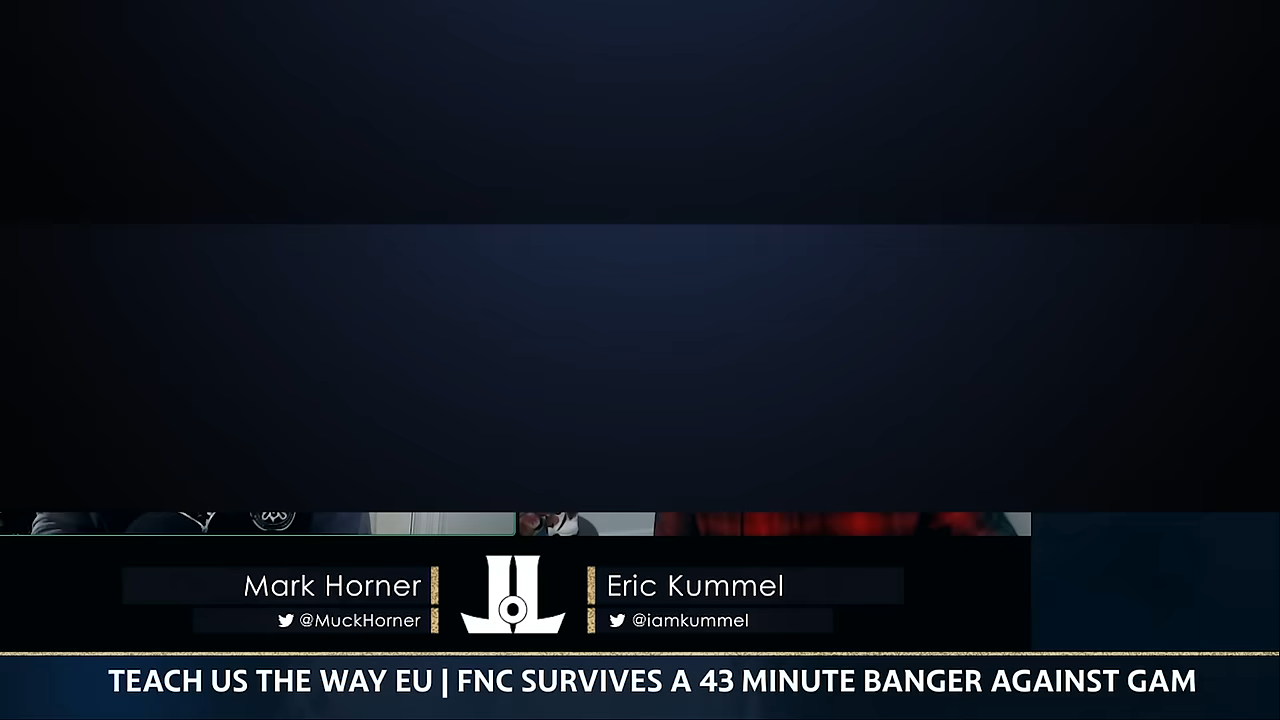 Mark Horner
@MuckHorner
Eric Kummel
@iamkummel
TEACH US THE WAY EU | FNC SURVIVES A 43 MINUTE BANGER AGAINST GAM